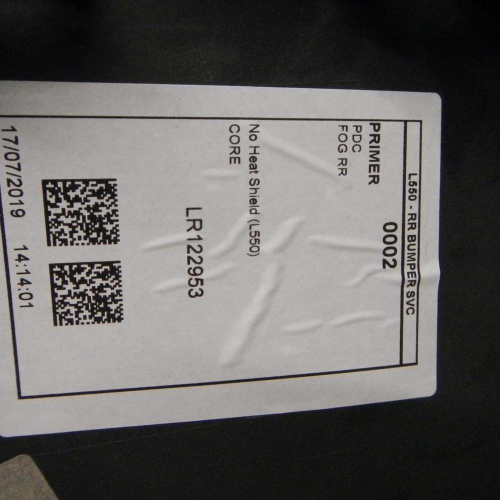 L550 - RR BUMPER SVC
PRIMER 0002
PDC
FOG RR
No Heat Shield (L550)
CORE
LR122953
17/07/2019 14:14:01